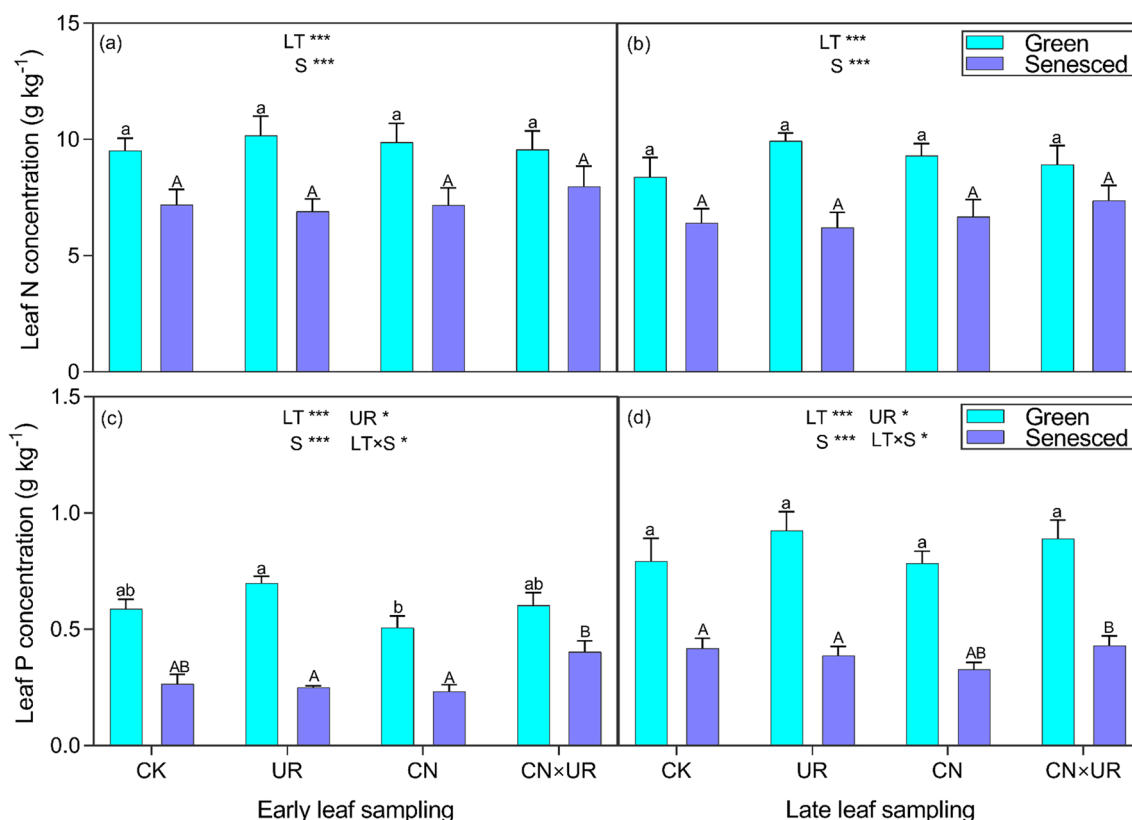 Leaf N concentration (g kg⁻¹)
15
10
5
0
(a)
LT ***
S ***
a a a a
A A A A
(b)
LT ***
S ***
Green
Senesced
a a a a
A A A A
Leaf P concentration (g kg⁻¹)
1.5
1.0
0.5
0.0
(c)
LT *** UR *
S *** LT×S *
ab a b ab
AB A A B
(d)
LT *** UR *
S *** LT×S *
Green
Senesced
a a a a
A A AB B
CK UR CN CN×UR
CK UR CN CN×UR
Early leaf sampling
Late leaf sampling